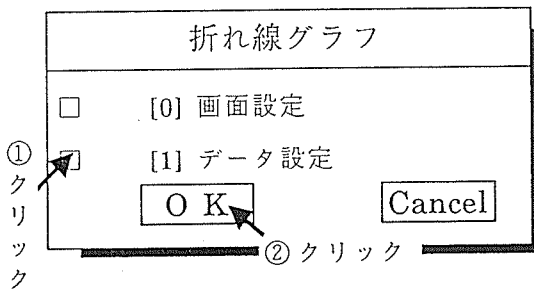 折れ線グラフ
□ [0] 画面設定
□ [1] データ設定
OK Cancel
①クリック
②クリック